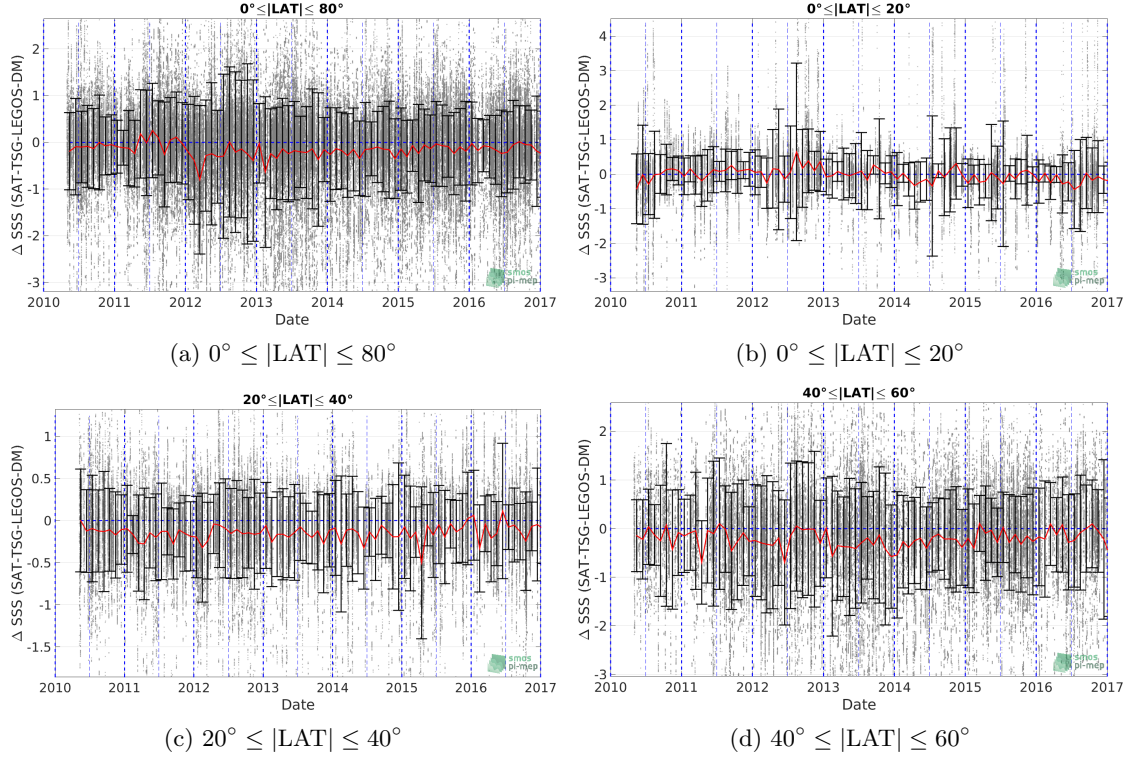 0°≤|LAT|≤ 80°
Δ SSS (SAT-TSG-LEGOS-DM)
2
1
0
-1
-2
-3
2010 2011 2012 2013 2014 2015 2016 2017
Date
smos
pi-mep
(a) 0° ≤ |LAT| ≤ 80°
0°≤|LAT|≤ 20°
Δ SSS (SAT-TSG-LEGOS-DM)
4
3
2
1
0
-1
-2
-3
2010 2011 2012 2013 2014 2015 2016 2017
Date
smos
pi-mep
(b) 0° ≤ |LAT| ≤ 20°
20°≤|LAT|≤ 40°
Δ SSS (SAT-TSG-LEGOS-DM)
1
0.5
0
-0.5
-1
-1.5
2010 2011 2012 2013 2014 2015 2016 2017
Date
smos
pi-mep
(c) 20° ≤ |LAT| ≤ 40°
40°≤|LAT|≤ 60°
Δ SSS (SAT-TSG-LEGOS-DM)
2
1
0
-1
-2
-3
2010 2011 2012 2013 2014 2015 2016 2017
Date
smos
pi-mep
(d) 40° ≤ |LAT| ≤ 60°